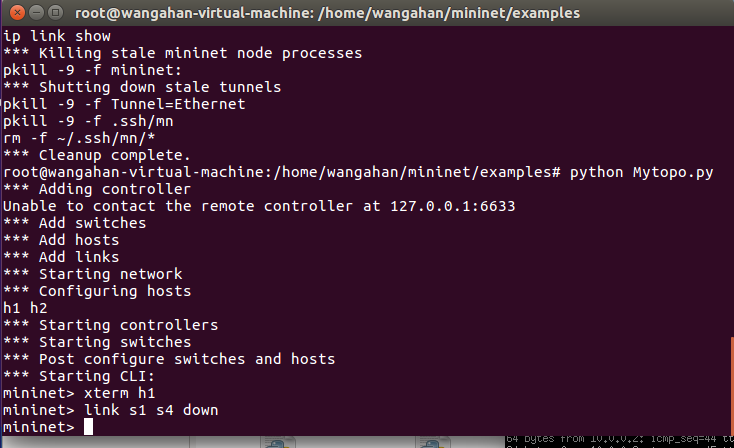 root@wangahan-virtual-machine: /home/wangahan/mininet/examples
ip link show
*** Killing stale mininet node processes
pkill -9 -f mininet:
*** Shutting down stale tunnels
pkill -9 -f Tunnel=Ethernet
pkill -9 -f .ssh/mn
rm -f ~/.ssh/mn/*
*** Cleanup complete.
root@wangahan-virtual-machine:/home/wangahan/mininet/examples# python Mytopo.py
*** Adding controller
Unable to contact the remote controller at 127.0.0.1:6633
*** Add switches
*** Add hosts
*** Add links
*** Starting network
*** Configuring hosts
h1 h2
*** Starting controllers
*** Starting switches
*** Post configure switches and hosts
*** Starting CLI:
mininet> xterm h1
mininet> link s1 s4 down
mininet>
64 bytes from 10.0.0.2: icmp_seq=44 tt